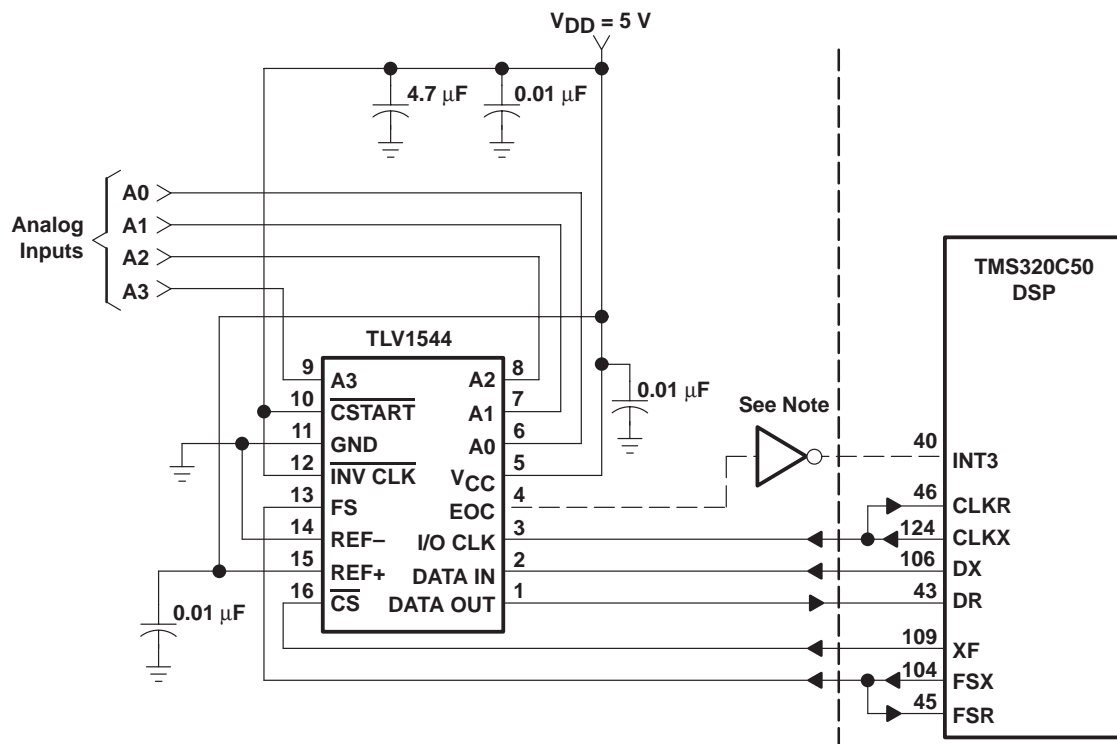 VDD = 5 V
4.7 μF
0.01 μF
Analog
Inputs
A0
A1
A2
A3
TLV1544
9
A3
10
CSTART
11
GND
12
INV CLK
13
FS
14
REF–
15
REF+
16
CS
8
A2
7
A1
6
A0
5
VCC
4
EOC
3
I/O CLK
2
DATA IN
1
DATA OUT
0.01 μF
0.01 μF
See Note
TMS320C50
DSP
40
INT3
46
CLKR
124
CLKX
106
DX
43
DR
109
XF
104
FSX
45
FSR